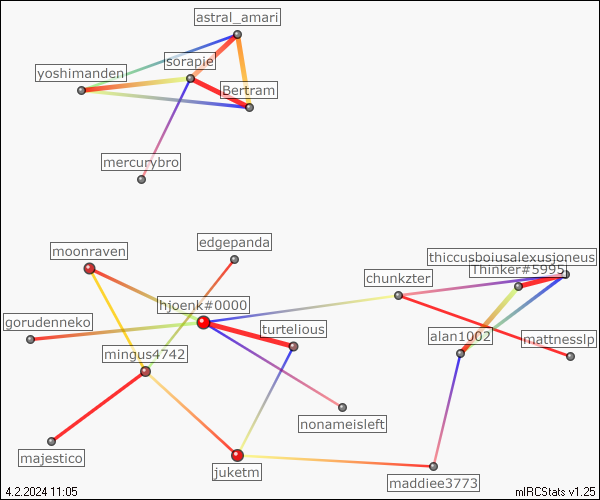 astral_amari
sorapie
yoshimanden
Bertram
mercurybro
edgepanda
moonraven
thiccusboiusalexusjoneus
Thinker#5995
chunkzter
hjoenk#0000
gorudenneko
turtelious
alan1002
mattnesslp
mingus4742
nonameisleft
majestico
juketm
maddiee3773
4.2.2024 11:05
mIRCStats v1.25